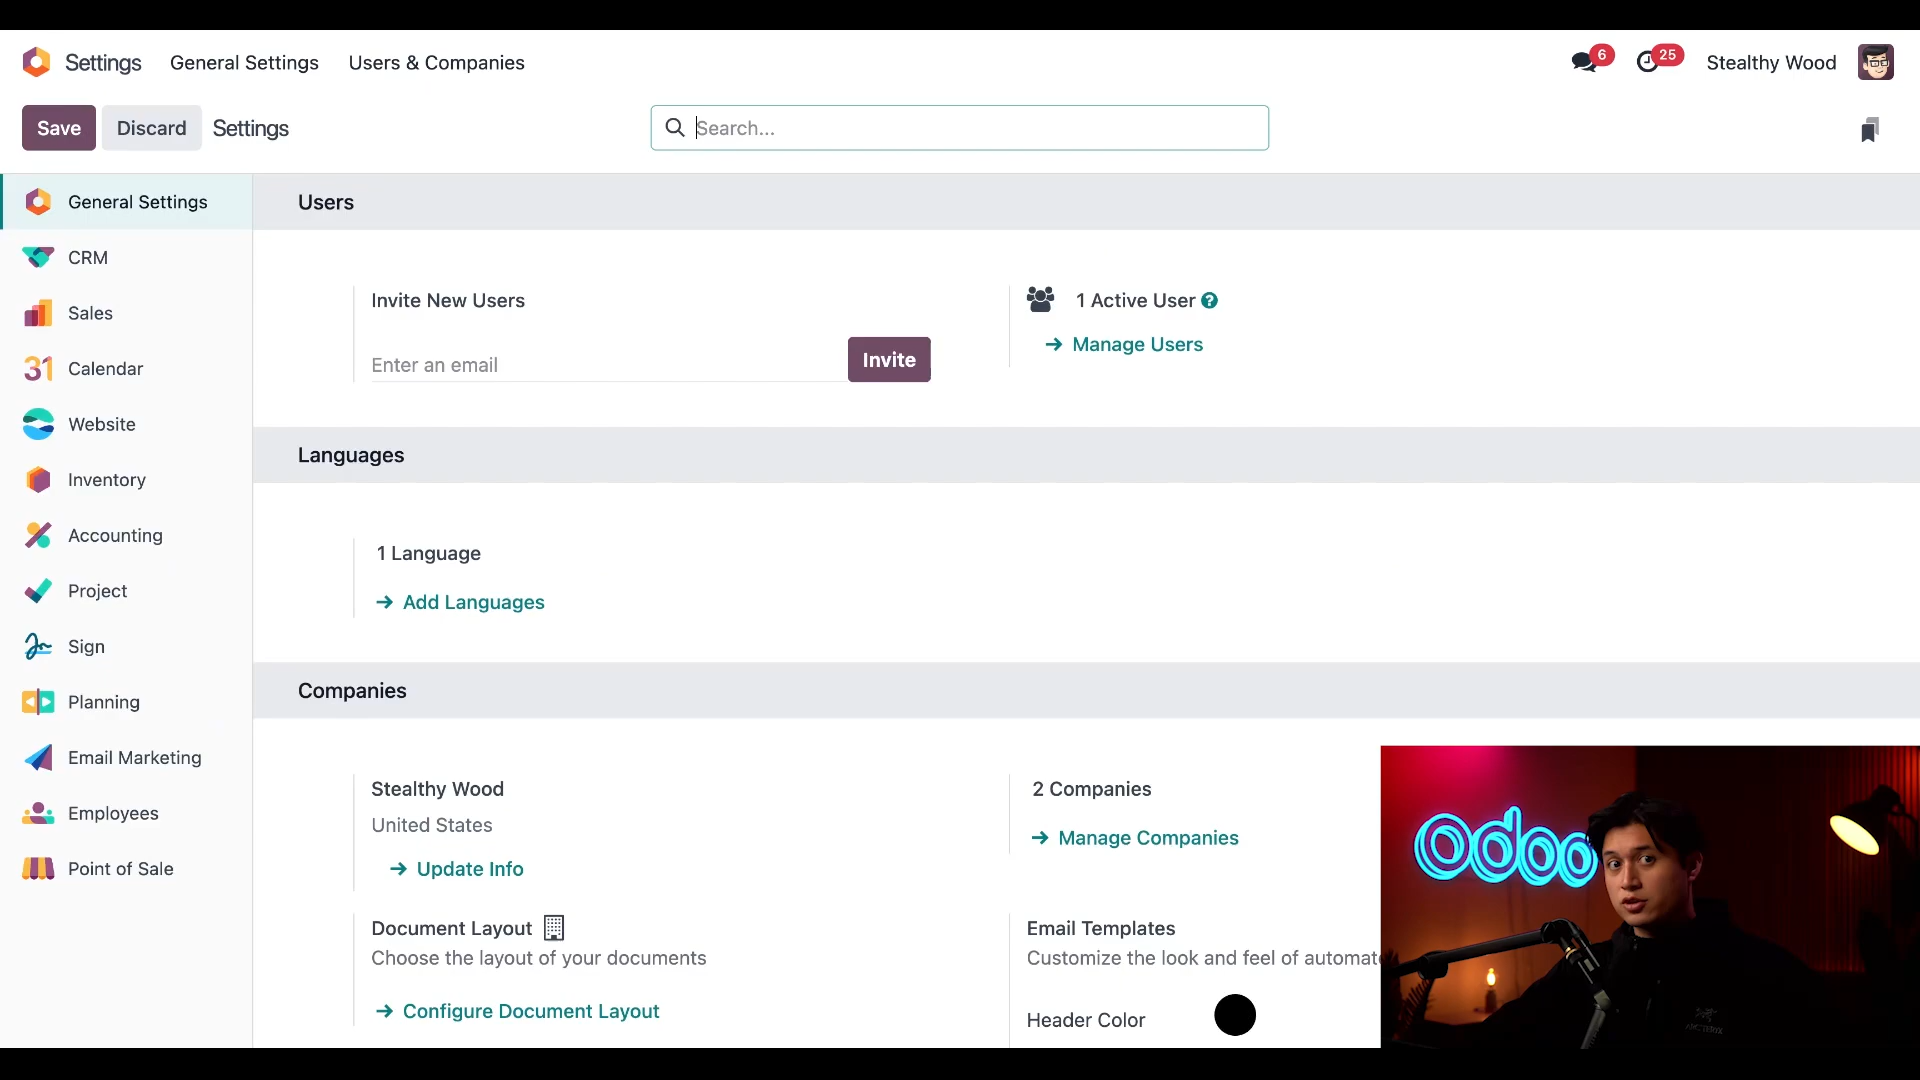 Settings General Settings Users & Companies 6 25 Stealthy Wood
Save Discard Settings Search...
General Settings
CRM
Sales
31 Calendar
Website
Inventory
Accounting
Project
Sign
Planning
Email Marketing
Employees
Point of Sale
Users
Invite New Users
Enter an email Invite
1 Active User ?
→ Manage Users
Languages
1 Language
→ Add Languages
Companies
Stealthy Wood
United States
→ Update Info
2 Companies
→ Manage Companies
Document Layout
Choose the layout of your documents
→ Configure Document Layout
Email Templates
Customize the look and feel of automat
Header Color
odoo
ARC'TERYX